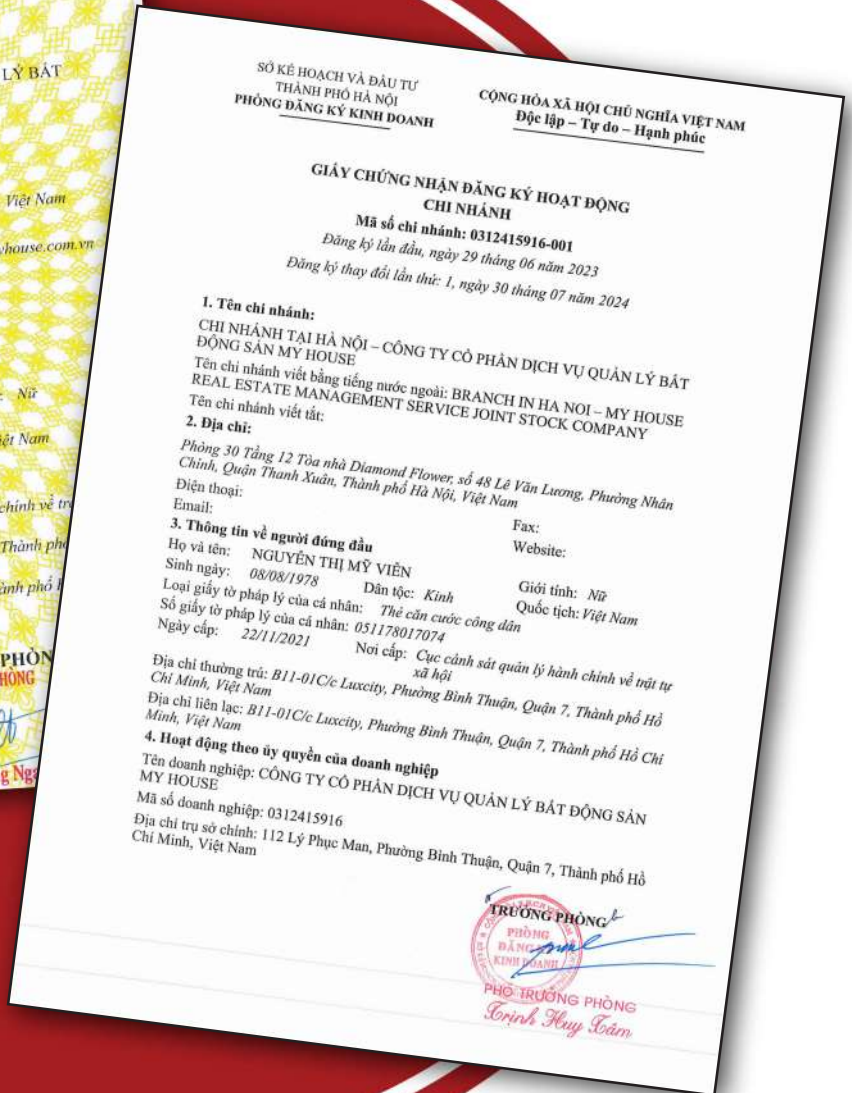 LÝ BẤT
Việt Nam
house.com.vn
Nữ
iệt Nam
chính về trậ
Thành phố
ành phố H
PHÒN
HÒNG
g Nga
SỞ KẾ HOẠCH VÀ ĐẦU TƯ
THÀNH PHỐ HÀ NỘI
PHÒNG ĐĂNG KÝ KINH DOANH
CỘNG HÒA XÃ HỘI CHỦ NGHĨA VIỆT NAM
Độc lập – Tự do – Hạnh phúc
GIẤY CHỨNG NHẬN ĐĂNG KÝ HOẠT ĐỘNG
CHI NHÁNH
Mã số chi nhánh: 0312415916-001
Đăng ký lần đầu, ngày 29 tháng 06 năm 2023
Đăng ký thay đổi lần thứ: 1, ngày 30 tháng 07 năm 2024
1. Tên chi nhánh:
CHI NHÁNH TẠI HÀ NỘI – CÔNG TY CỔ PHẦN DỊCH VỤ QUẢN LÝ BẤT
ĐỘNG SẢN MY HOUSE
Tên chi nhánh viết bằng tiếng nước ngoài: BRANCH IN HA NOI – MY HOUSE
REAL ESTATE MANAGEMENT SERVICE JOINT STOCK COMPANY
Tên chi nhánh viết tắt:
2. Địa chỉ:
Phòng 30 Tầng 12 Tòa nhà Diamond Flower, số 48 Lê Văn Lương, Phường Nhân
Chính, Quận Thanh Xuân, Thành phố Hà Nội, Việt Nam
Điện thoại: Fax:
Email: Website:
3. Thông tin về người đứng đầu
Họ và tên: NGUYỄN THỊ MỸ VIÊN Giới tính: Nữ
Sinh ngày: 08/08/1978 Dân tộc: Kinh Quốc tịch: Việt Nam
Loại giấy tờ pháp lý của cá nhân: Thẻ căn cước công dân
Số giấy tờ pháp lý của cá nhân: 051178017074
Ngày cấp: 22/11/2021 Nơi cấp: Cục cảnh sát quản lý hành chính về trật tự
xã hội
Địa chỉ thường trú: B11-01C/c Luxcity, Phường Bình Thuận, Quận 7, Thành phố Hồ
Chí Minh, Việt Nam
Địa chỉ liên lạc: B11-01C/c Luxcity, Phường Bình Thuận, Quận 7, Thành phố Hồ Chí
Minh, Việt Nam
4. Hoạt động theo ủy quyền của doanh nghiệp
Tên doanh nghiệp: CÔNG TY CỔ PHẦN DỊCH VỤ QUẢN LÝ BẤT ĐỘNG SẢN
MY HOUSE
Mã số doanh nghiệp: 0312415916
Địa chỉ trụ sở chính: 112 Lý Phục Man, Phường Bình Thuận, Quận 7, Thành phố Hồ
Chí Minh, Việt Nam
TRƯỞNG PHÒNG
PHÒNG
ĐĂNG KÝ
KINH DOANH
PHÓ TRƯỞNG PHÒNG
Trịnh Huy Tâm